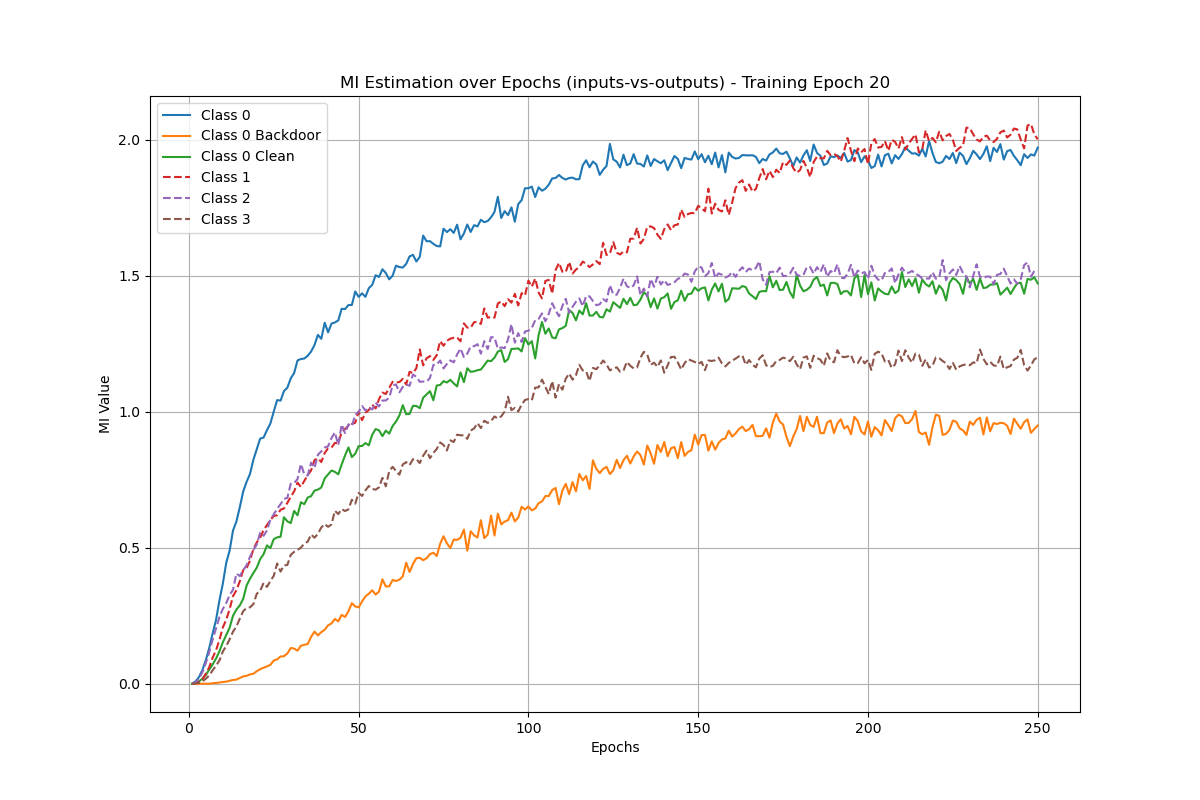 MI Estimation over Epochs (inputs-vs-outputs) - Training Epoch 20
Class 0
Class 0 Backdoor
Class 0 Clean
Class 1
Class 2
Class 3
MI Value
2.0
1.5
1.0
0.5
0.0
0
50
100
150
200
250
Epochs